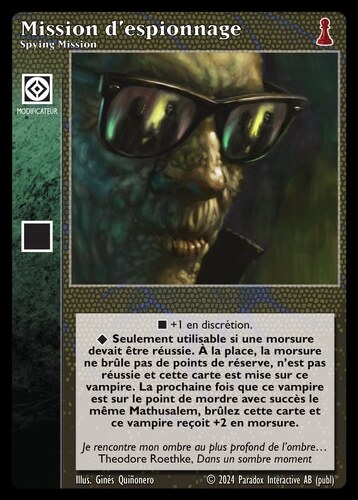 Mission d'espionnage
Spying Mission
MODIFICATEUR
■ +1 en discrétion.
◆ Seulement utilisable si une morsure
devait être réussie. À la place, la morsure
ne brûle pas de points de réserve, n'est pas
réussie et cette carte est mise sur ce
vampire. La prochaine fois que ce vampire
est sur le point de mordre avec succès le
même Mathusalem, brûlez cette carte et
ce vampire reçoit +2 en morsure.
Je rencontre mon ombre au plus profond de l'ombre…
Theodore Roethke, Dans un sombre moment
Illus. Ginés Quiñonero
© 2024 Paradox Interactive AB (publ)